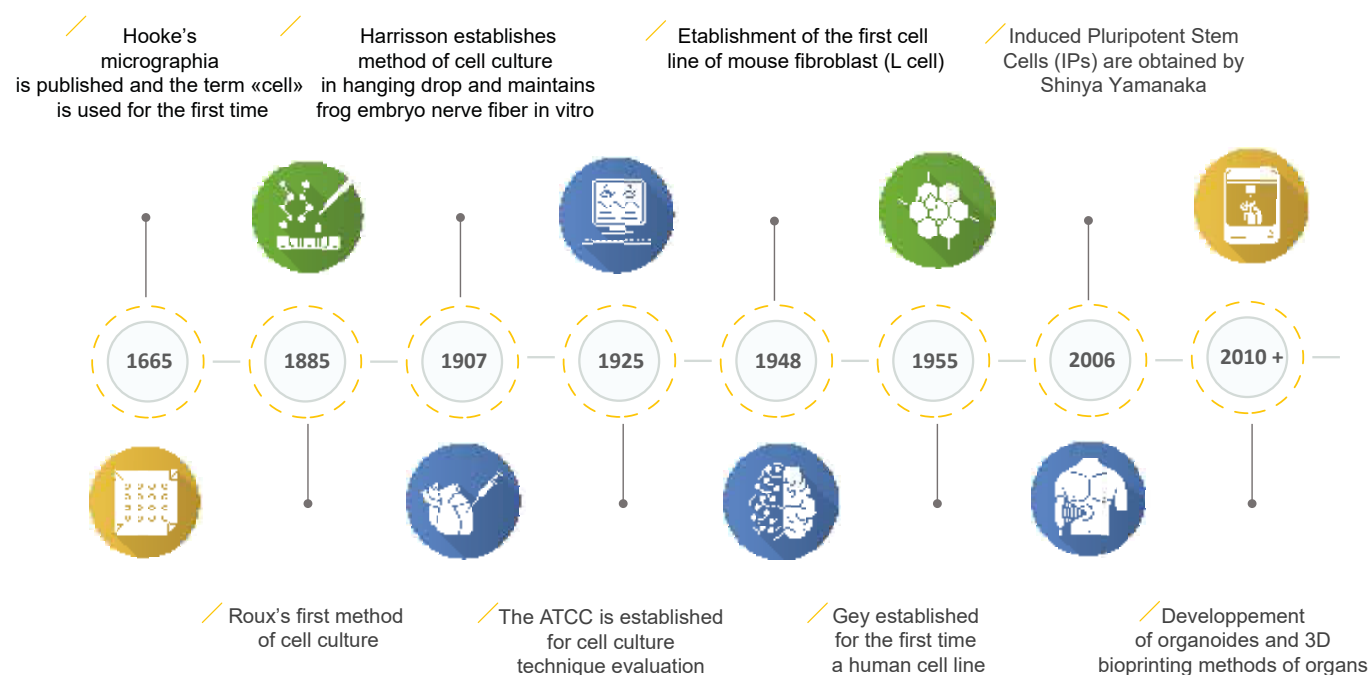 Hooke's
micrographia
is published and the term «cell»
is used for the first time
Harrisson establishes
method of cell culture
in hanging drop and maintains
frog embryo nerve fiber in vitro
Etablishment of the first cell
line of mouse fibroblast (L cell)
Induced Pluripotent Stem
Cells (IPs) are obtained by
Shinya Yamanaka
1665
1885
1907
1925
1948
1955
2006
2010 +
Roux's first method
of cell culture
The ATCC is established
for cell culture
technique evaluation
Gey established
for the first time
a human cell line
Developpement
of organoides and 3D
bioprinting methods of organs